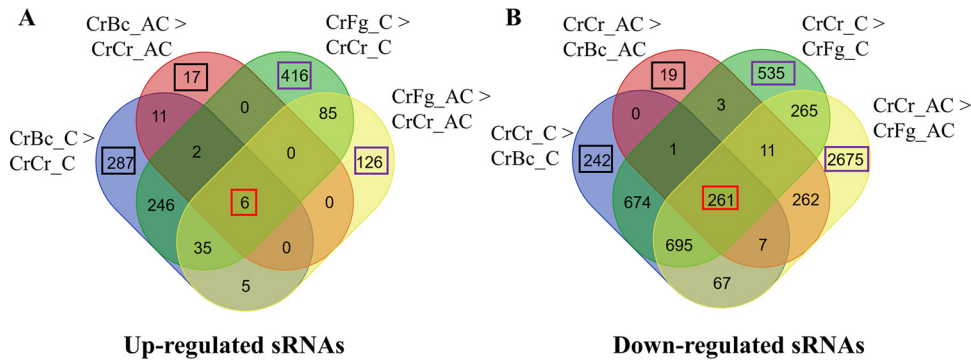 A
CrBc_AC >
CrCr_AC
CrFg_C >
CrCr_C
CrBc_C >
CrCr_C
CrFg_AC >
CrCr_AC
17
416
11
0
85
287
2
0
126
246
6
0
35
0
5
Up-regulated sRNAs
B
CrCr_AC >
CrBc_AC
CrCr_C >
CrFg_C
CrCr_C >
CrBc_C
CrCr_AC >
CrFg_AC
19
535
0
3
265
242
1
11
2675
674
261
262
695
7
67
Down-regulated sRNAs